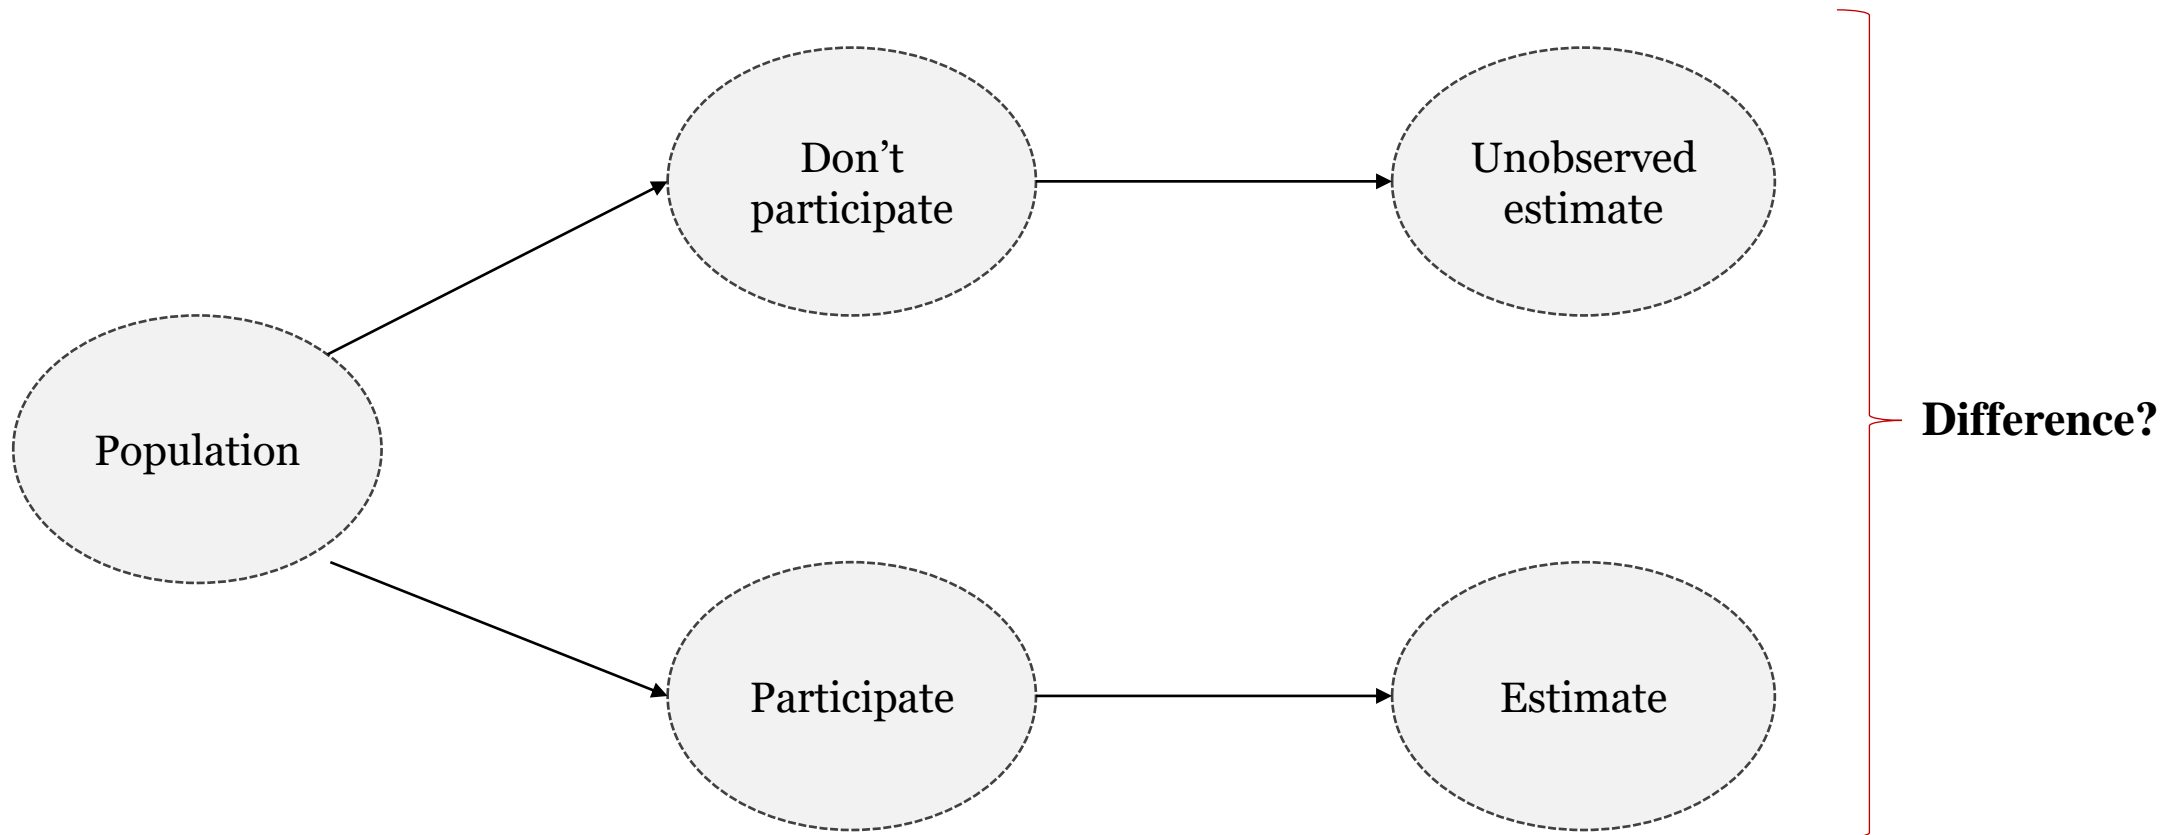 Don’t
participate
Unobserved
estimate
Population
Difference?
Participate
Estimate